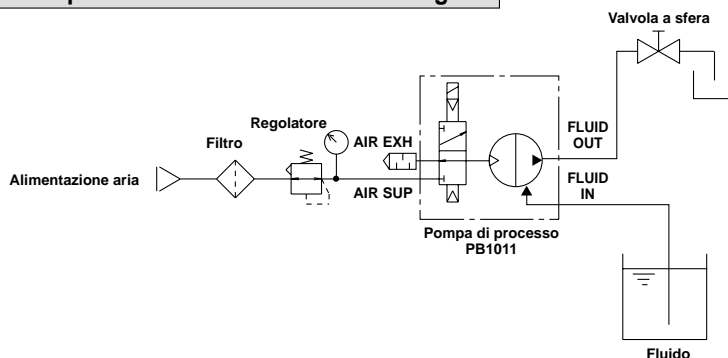 Valvola a sfera
Regolatore
Filtro
AIR EXH
FLUID
OUT
Alimentazione aria
AIR SUP
FLUID
IN
Pompa di processo
PB1011
Fluido